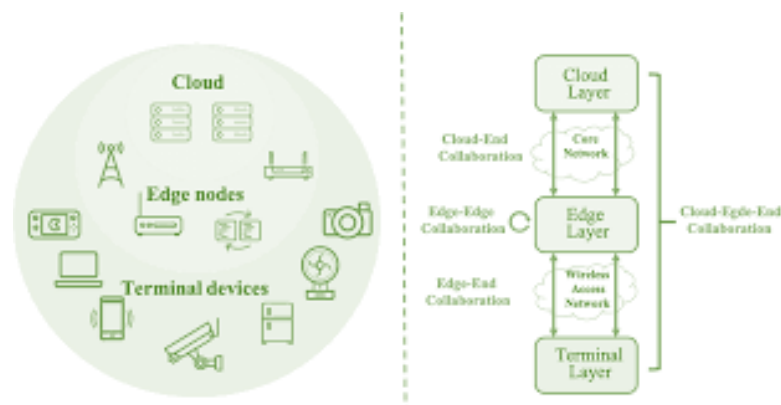 Cloud
Edge nodes
Terminal devices
Cloud
Layer
Cloud-End
Collaboration
Core
Network
Edge-Edge
Collaboration
Edge
Layer
Cloud-Egde-End
Collaboration
Edge-End
Collaboration
Wireless
Access
Network
Terminal
Layer